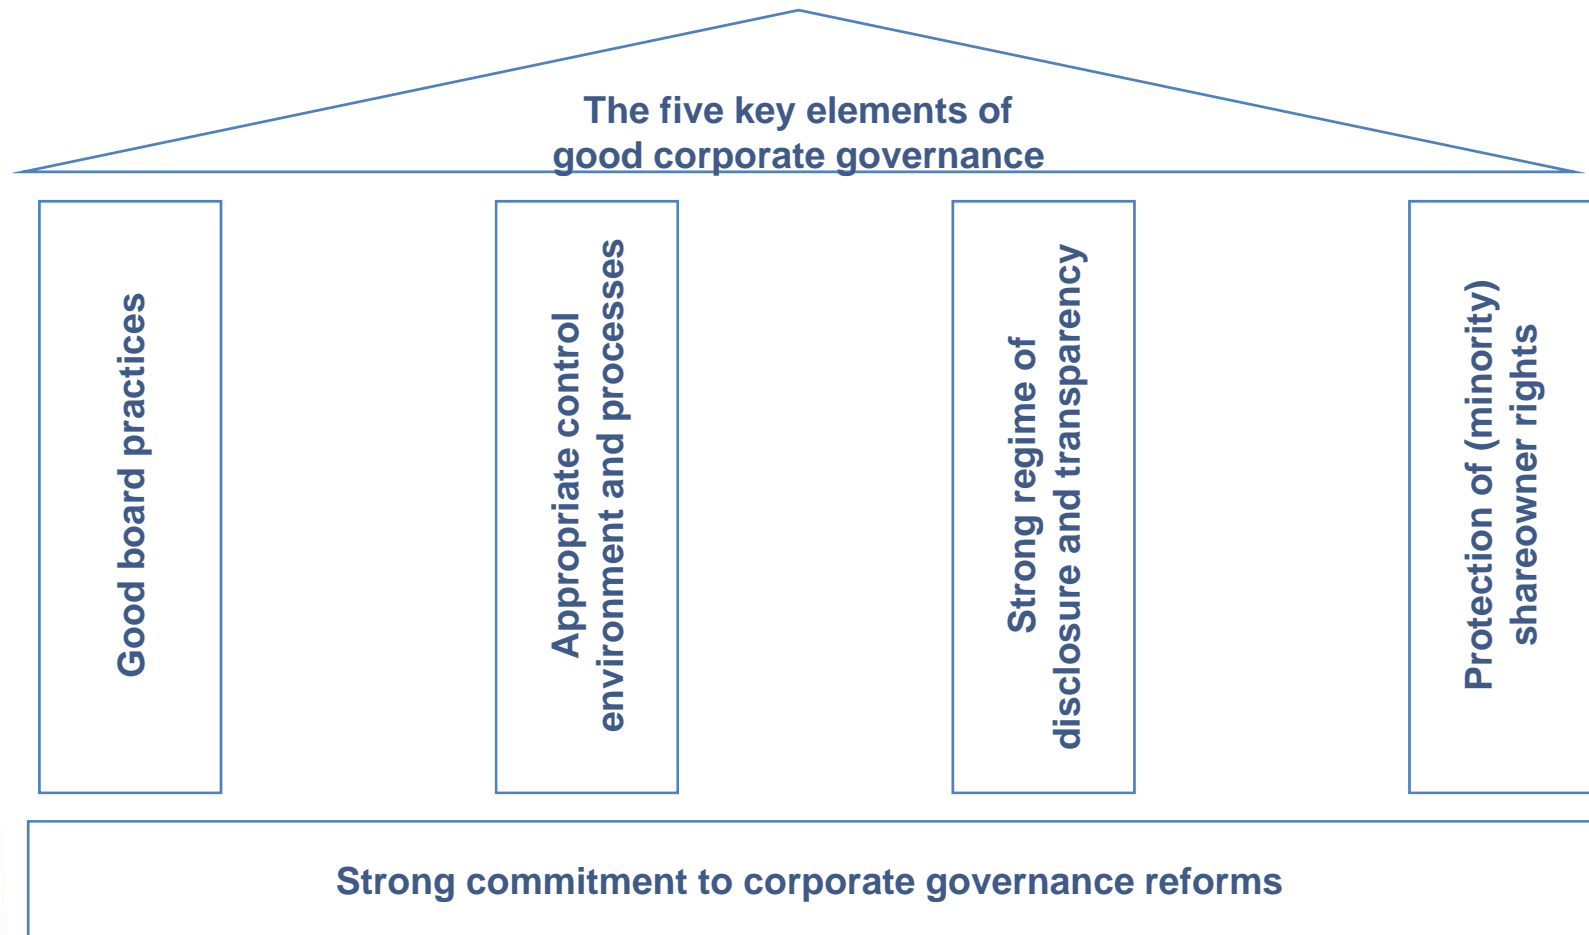 The five key elements of
good corporate governance
Good board practices
Appropriate control
environment and processes
Strong regime of
disclosure and transparency
Protection of (minority)
shareowner rights
Strong commitment to corporate governance reforms